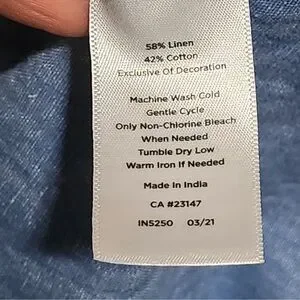 58% Linen
42% Cotton
Exclusive Of Decoration
Machine Wash Cold
Gentle Cycle
Only Non-Chlorine Bleach
When Needed
Tumble Dry Low
Warm Iron If Needed
Made In India
CA #23147
IN5250 03/21